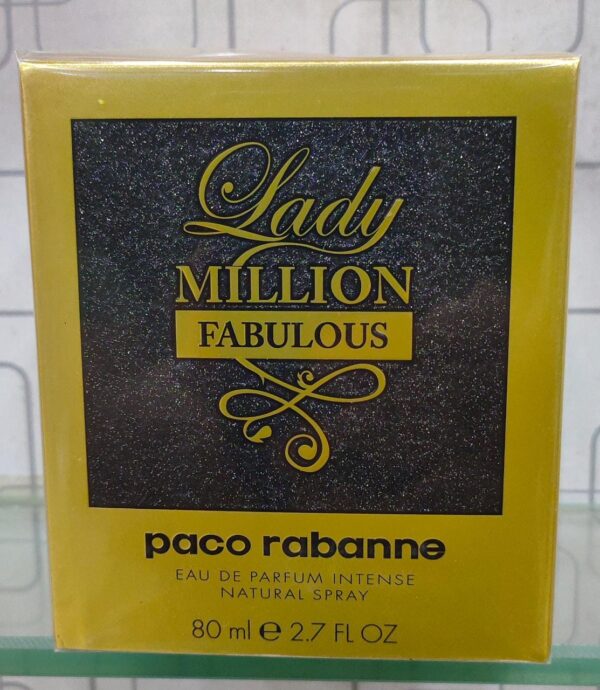 Lady
MILLION
FABULOUS
paco rabanne
EAU DE PARFUM INTENSE
NATURAL SPRAY
80 ml ℮ 2.7 FL OZ